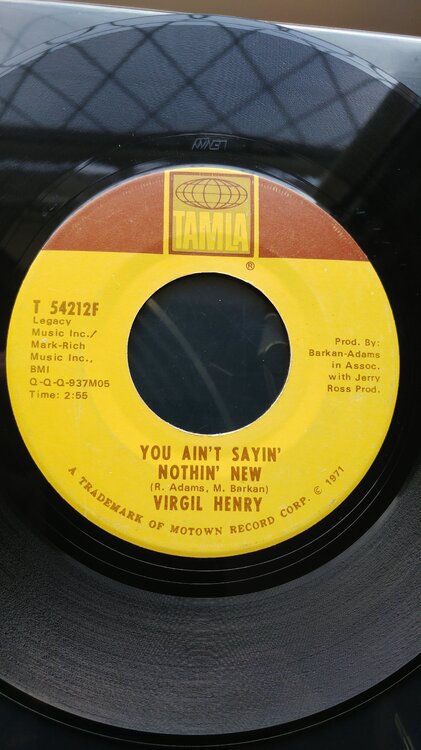 TAMLA
®
T 54212F
Legacy
Music Inc./
Mark-Rich
Music Inc.,
BMI
Q-Q-Q-937M05
Time: 2:55
Prod. By:
Barkan-Adams
in Assoc.
with Jerry
Ross Prod.
YOU AIN'T SAYIN'
NOTHIN' NEW
(R. Adams, M. Barkan)
VIRGIL HENRY
A TRADEMARK OF MOTOWN RECORD CORP. © 1971